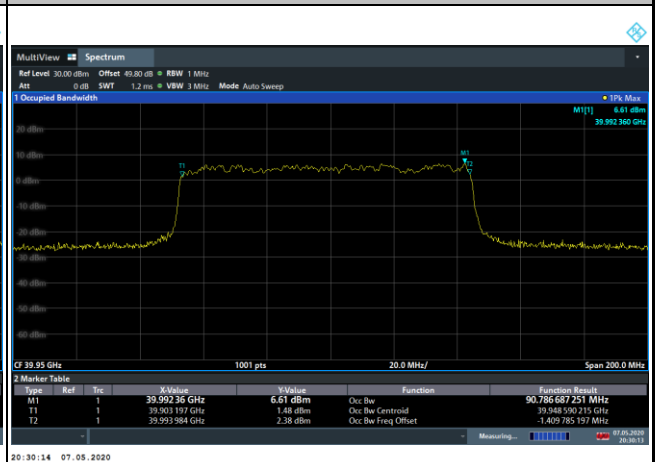 MultiView Spectrum
Ref Level 30.00 dBm Offset 49.80 dB RBW 1 MHz
Att 0 dB SWT 1.2 ms VBW 3 MHz Mode Auto Sweep
1 Occupied Bandwidth 1Pk Max
M1[1] 6.61 dBm
39.992 360 GHz
20 dBm
10 dBm
0 dBm
-10 dBm
-20 dBm
-30 dBm
-40 dBm
-50 dBm
-60 dBm
M1
T1
T2
CF 39.95 GHz 1001 pts 20.0 MHz/ Span 200.0 MHz
2 Marker Table
Type Ref Trc X-Value Y-Value Function Function Result
M1 1 39.992 36 GHz 6.61 dBm Occ Bw 90.786 687 251 MHz
T1 1 39.903 197 GHz 1.48 dBm Occ Bw Centroid 39.948 590 215 GHz
T2 1 39.993 984 GHz 2.38 dBm Occ Bw Freq Offset -1.409 785 197 MHz
Measuring... 07.05.2020
20:30:13
20:30:14 07.05.2020